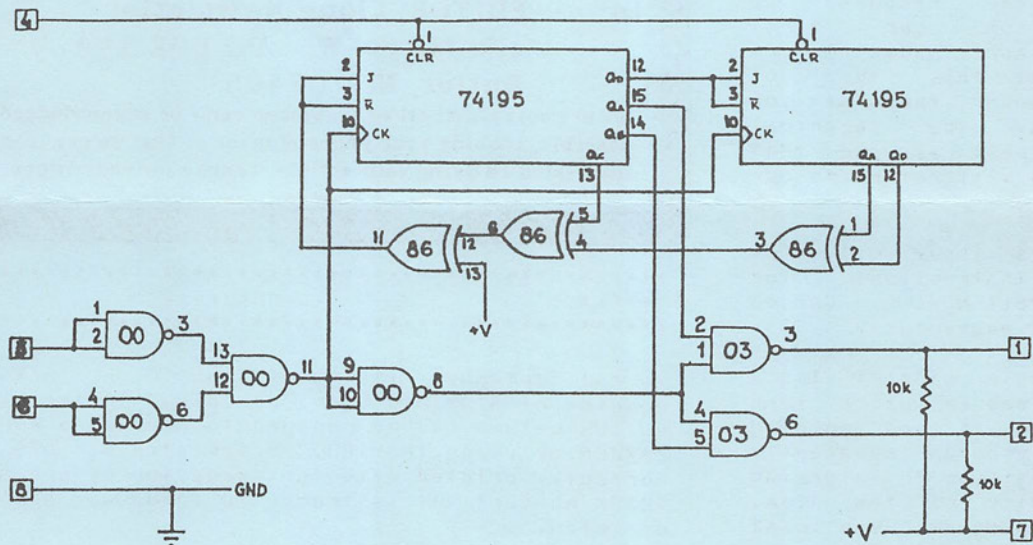 4
1
1
CLR
CLR
2 J
74195
QD 12
2 J
74195
3 K̅
QA 15
3 K̅
10 CK
QB 14
10 CK
QC
13
QA QD
15 12
11 86 12
13
6 86 5
4
3 86 1
2
+V
1
2 00 3
13
12 00 11
9
10 00 8
2
1 03 3
1
4
5 00 6
4
5 03 6
2
10k
10k
8
GND
+V
7